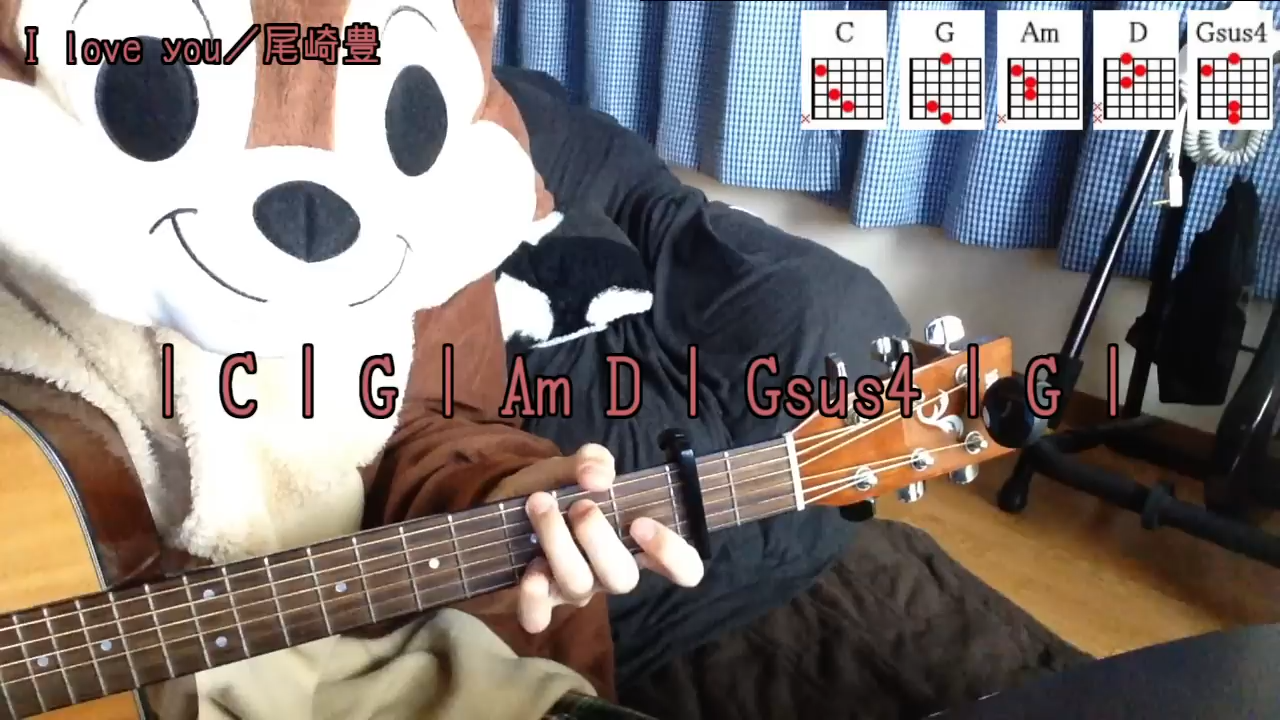 I love you／尾崎豊
C G Am D Gsus4
| C | G | Am D | Gsus4 | G |